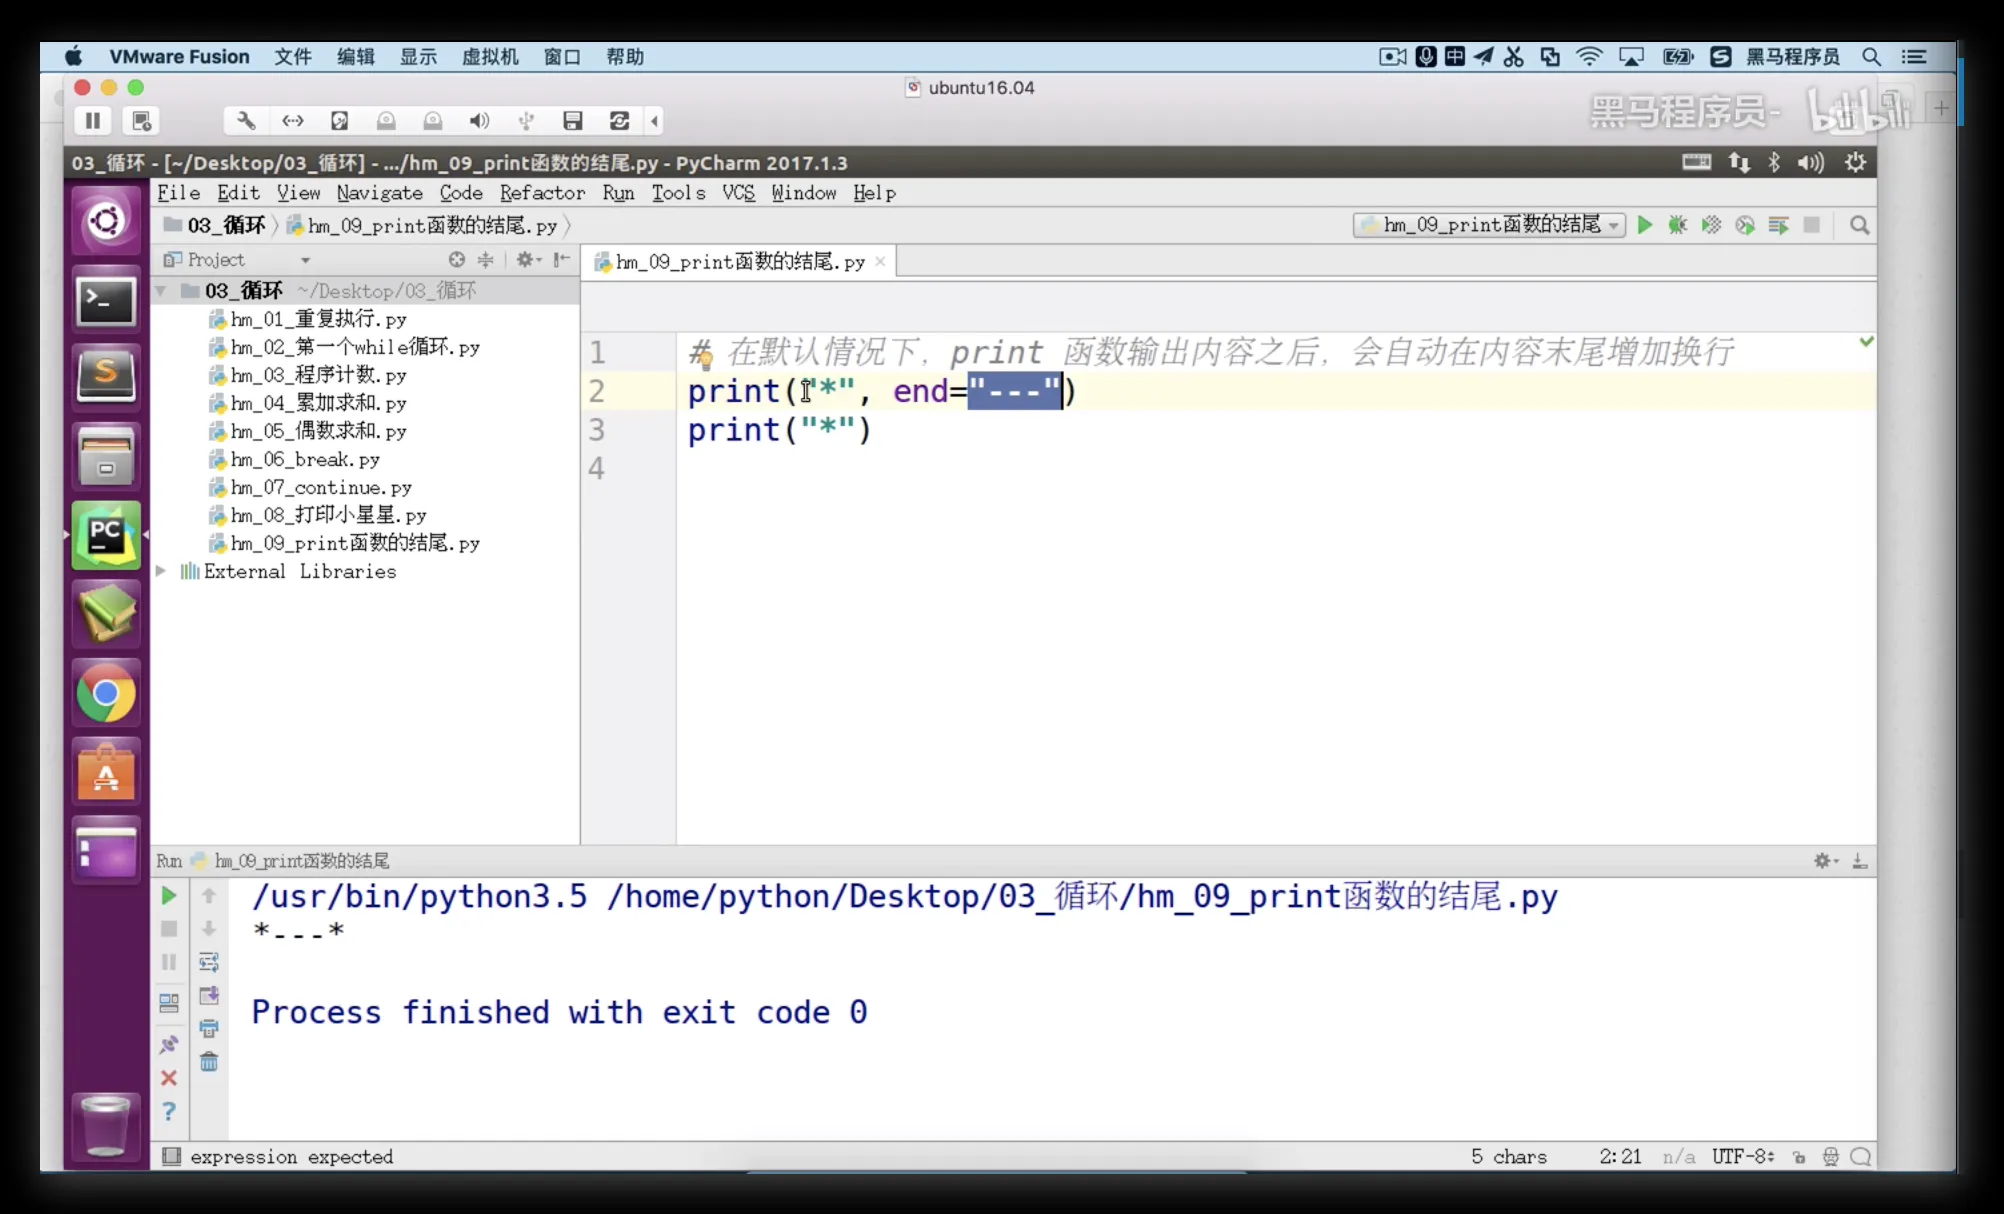 VMware Fusion 文件 编辑 显示 虚拟机 窗口 帮助 中 黑马程序员
ubuntu16.04
黑马程序员- bilibili
03_循环 - [~/Desktop/03_循环] - .../hm_09_print函数的结尾.py - PyCharm 2017.1.3
File Edit View Navigate Code Refactor Run Tools VCS Window Help
03_循环 hm_09_print函数的结尾.py hm_09_print函数的结尾
Project hm_09_print函数的结尾.py
03_循环 ~/Desktop/03_循环
hm_01_重复执行.py
hm_02_第一个while循环.py
hm_03_程序计数.py
hm_04_累加求和.py
hm_05_偶数求和.py
hm_06_break.py
hm_07_continue.py
hm_08_打印小星星.py
hm_09_print函数的结尾.py
External Libraries
1 # 在默认情况下，print 函数输出内容之后，会自动在内容末尾增加换行
2 print("*", end="---")
3 print("*")
4
Run hm_09_print函数的结尾
/usr/bin/python3.5 /home/python/Desktop/03_循环/hm_09_print函数的结尾.py
*---*
Process finished with exit code 0
expression expected 5 chars 2:21 n/a UTF-8